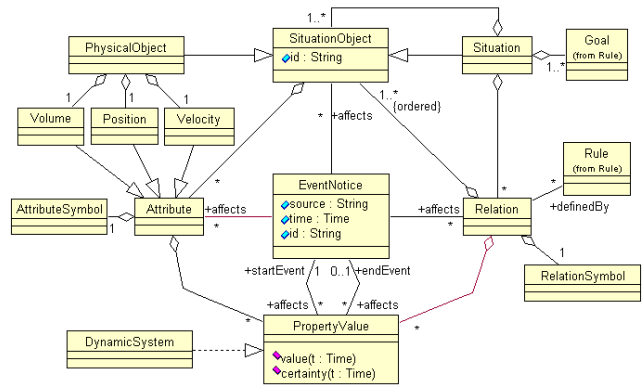 1..*
SituationObject
id : String
PhysicalObject
Situation
Goal
(from Rule)
1..*
1
1
1
1..*
{ordered}
Volume
Position
Velocity
*
+affects
Rule
(from Rule)
*
*
*
+definedBy
EventNotice
source : String
time : Time
id : String
AttributeSymbol
1
Attribute
+affects
*
+affects
*
Relation
1
RelationSymbol
+startEvent
1
0..1
+endEvent
+affects
*
*
+affects
*
*
PropertyValue
value(t : Time)
certainty(t : Time)
DynamicSystem